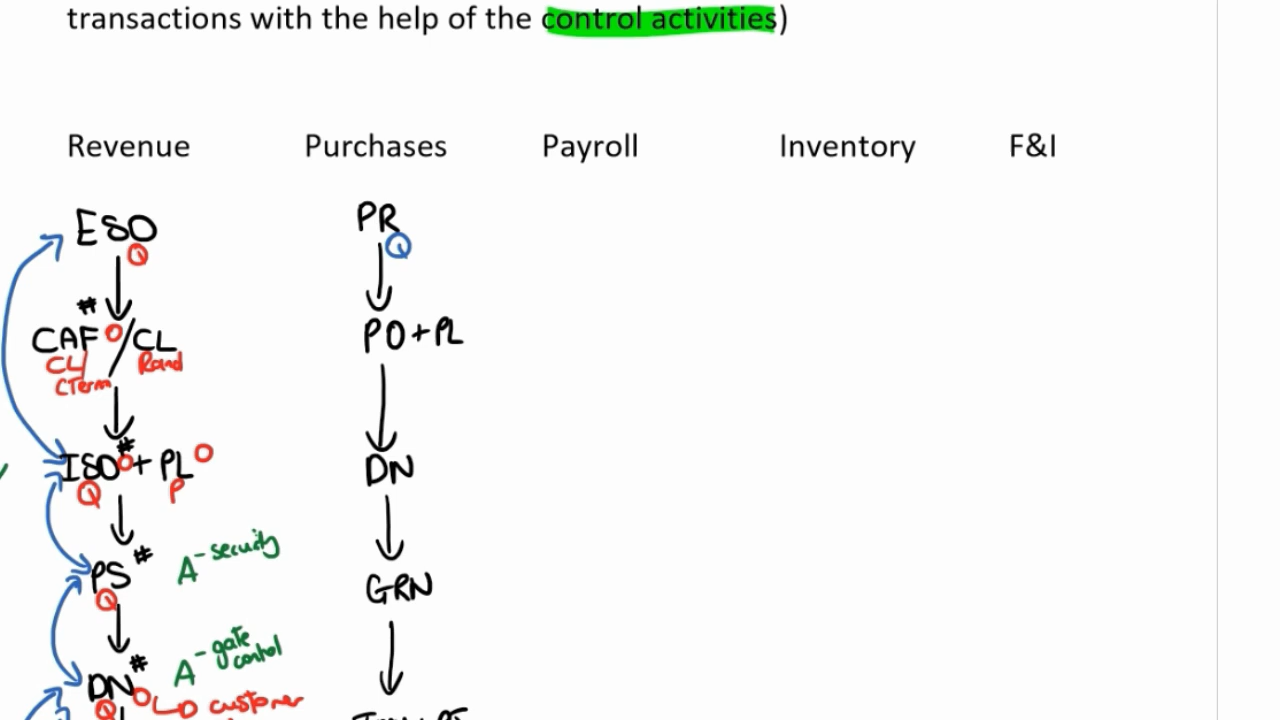 transactions with the help of the control activities)
Revenue Purchases Payroll Inventory F&I
ESO
Q
PR
Q
#
CAF O/CL
CL/ Rand
CTerm
PO+PL
#
ISO O + PL O
Q P
DN
PS #
Q
A - security
GRN
DN #
O
Q
A - gate control
customer